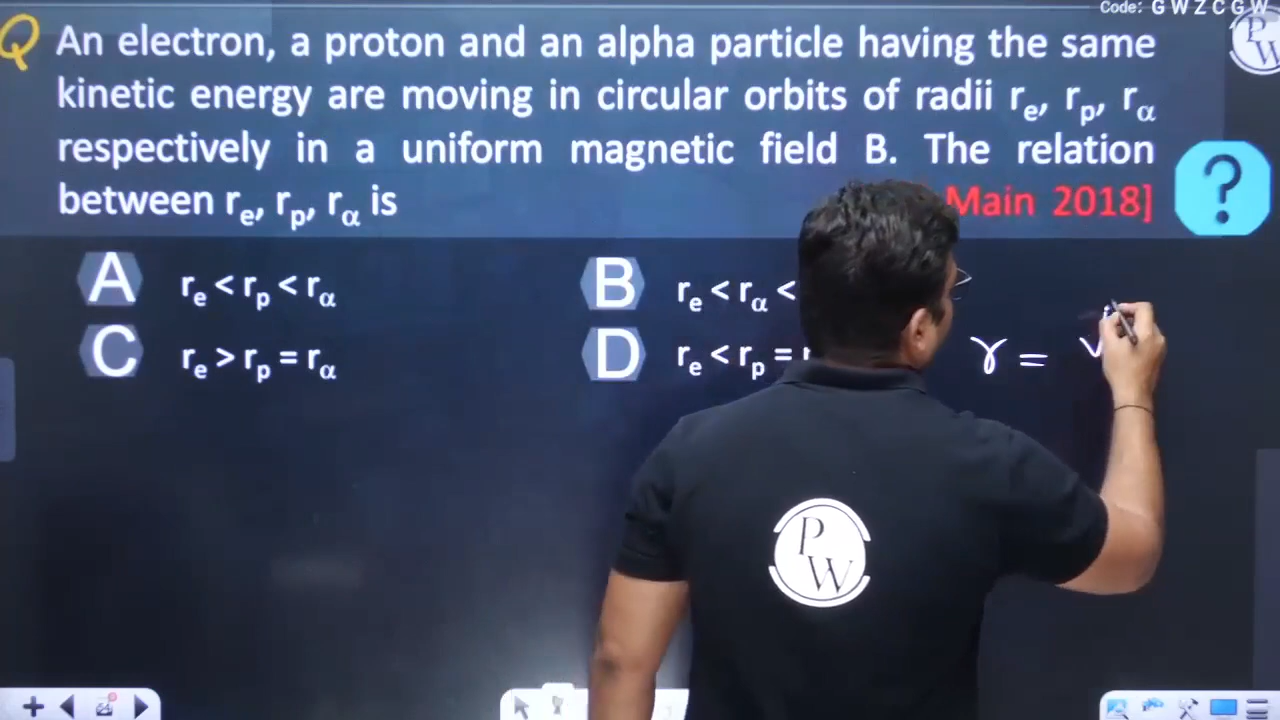 Code: G W Z C G W
Q An electron, a proton and an alpha particle having the same
kinetic energy are moving in circular orbits of radii rₑ, rₚ, r_α
respectively in a uniform magnetic field B. The relation
between rₑ, rₚ, r_α is Main 2018]
?
A rₑ < rₚ < r_α
B rₑ < r_α <
C rₑ > rₚ = r_α
D rₑ < rₚ =
r =
P W
P W